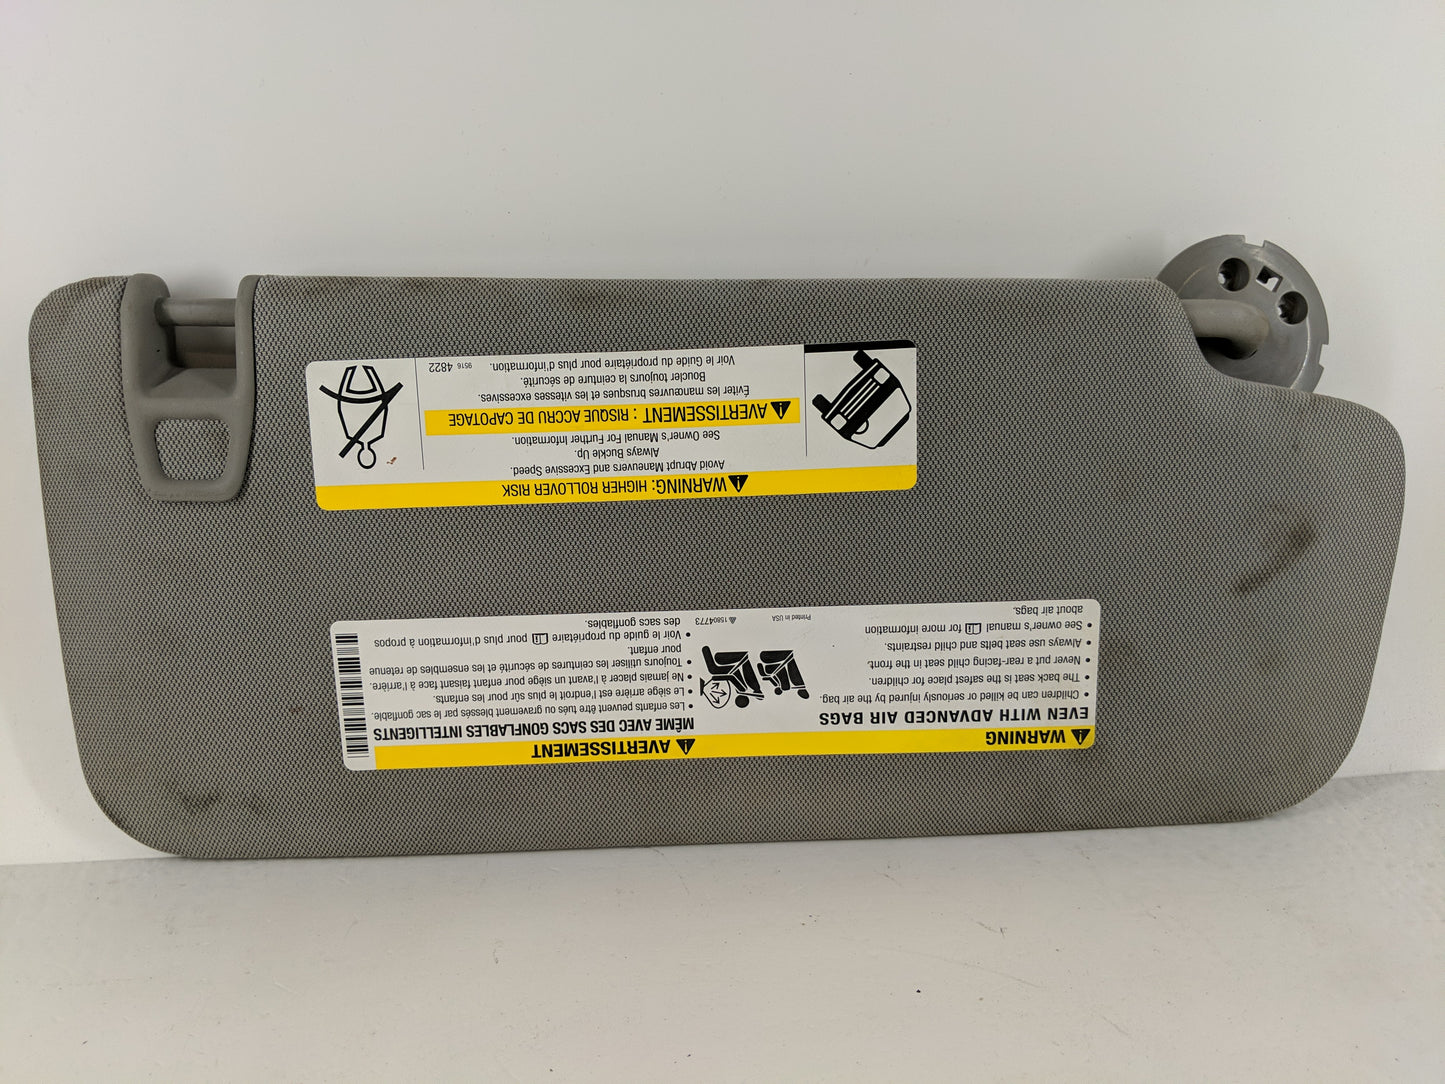 WARNING
EVEN WITH ADVANCED AIR BAGS
• Children can be killed or seriously injured by the air bag.
• The back seat is the safest place for children.
• Never put a rear-facing child seat in the front.
• Always use seat belts and child restraints.
• See owner's manual for more information
about air bags.
Printed in USA
15804773
AVERTISSEMENT
MÊME AVEC DES SACS GONFLABLES INTELLIGENTS
• Les enfants peuvent être tués ou gravement blessés par le sac gonflable.
• Le siège arrière est l'endroit le plus sûr pour les enfants.
• Ne jamais placer à l'avant un siège pour enfant faisant face à l'arrière.
• Toujours utiliser les ceintures de sécurité et les ensembles de retenue
pour enfant.
• Voir le guide du propriétaire pour plus d'information à propos
des sacs gonflables.
WARNING: HIGHER ROLLOVER RISK
Avoid Abrupt Maneuvers and Excessive Speed.
Always Buckle Up.
See Owner's Manual For Further Information.
AVERTISSEMENT : RISQUE ACCRU DE CAPOTAGE
Éviter les manœuvres brusques et les vitesses excessives.
Boucler toujours la ceinture de sécurité.
Voir le Guide du propriétaire pour plus d'information.
9516 4822